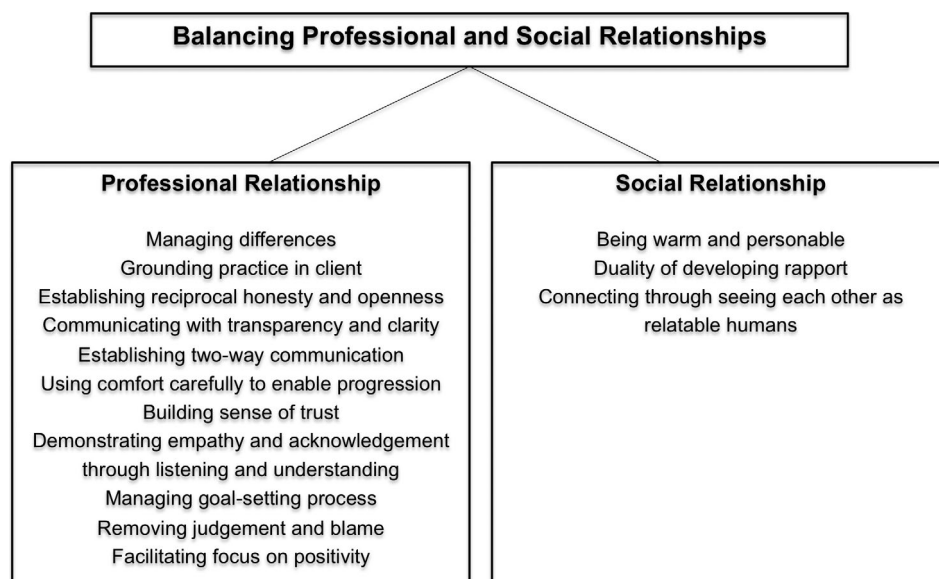 Balancing Professional and Social Relationships
Professional Relationship
Managing differences
Grounding practice in client
Establishing reciprocal honesty and openness
Communicating with transparency and clarity
Establishing two-way communication
Using comfort carefully to enable progression
Building sense of trust
Demonstrating empathy and acknowledgement
through listening and understanding
Managing goal-setting process
Removing judgement and blame
Facilitating focus on positivity
Social Relationship
Being warm and personable
Duality of developing rapport
Connecting through seeing each other as
relatable humans